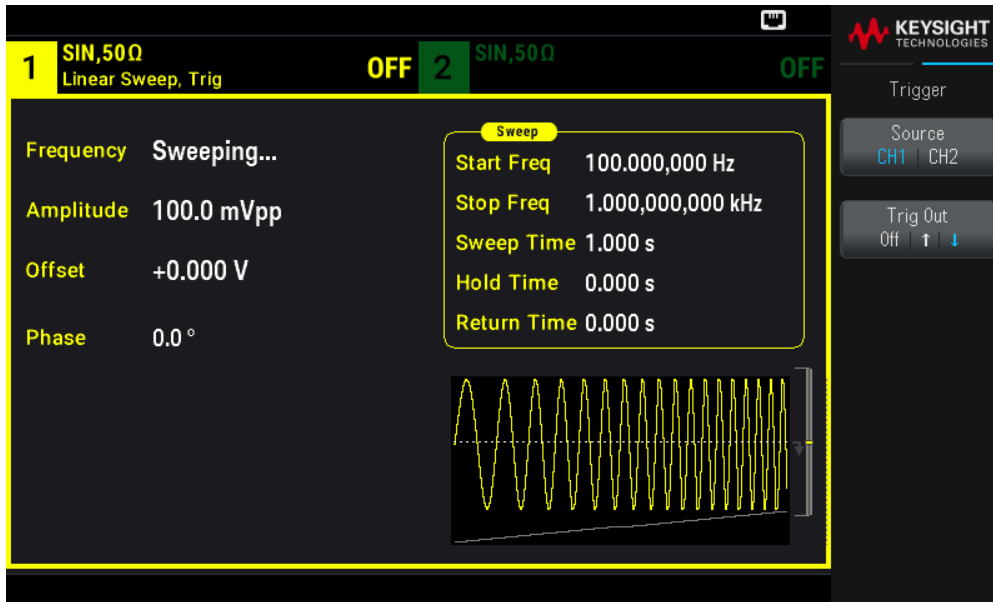 1
SIN,50Ω
Linear Sweep, Trig
OFF
2
SIN,50Ω
OFF
Frequency Sweeping...
Amplitude 100.0 mVpp
Offset +0.000 V
Phase 0.0 °
Sweep
Start Freq 100.000,000 Hz
Stop Freq 1.000,000,000 kHz
Sweep Time 1.000 s
Hold Time 0.000 s
Return Time 0.000 s
KEYSIGHT
TECHNOLOGIES
Trigger
Source
CH1 | CH2
Trig Out
Off | ↑ | ↓